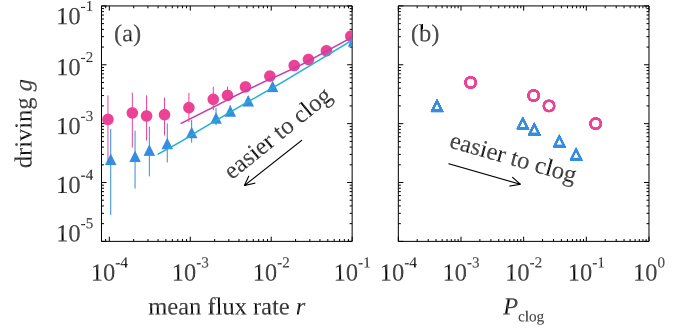 (a)
(b)
10^-1
10^-2
10^-3
10^-4
10^-5
driving g
easier to clog
easier to clog
10^-4 10^-3 10^-2 10^-1
10^-4 10^-3 10^-2 10^-1 10^0
mean flux rate r
P_clog